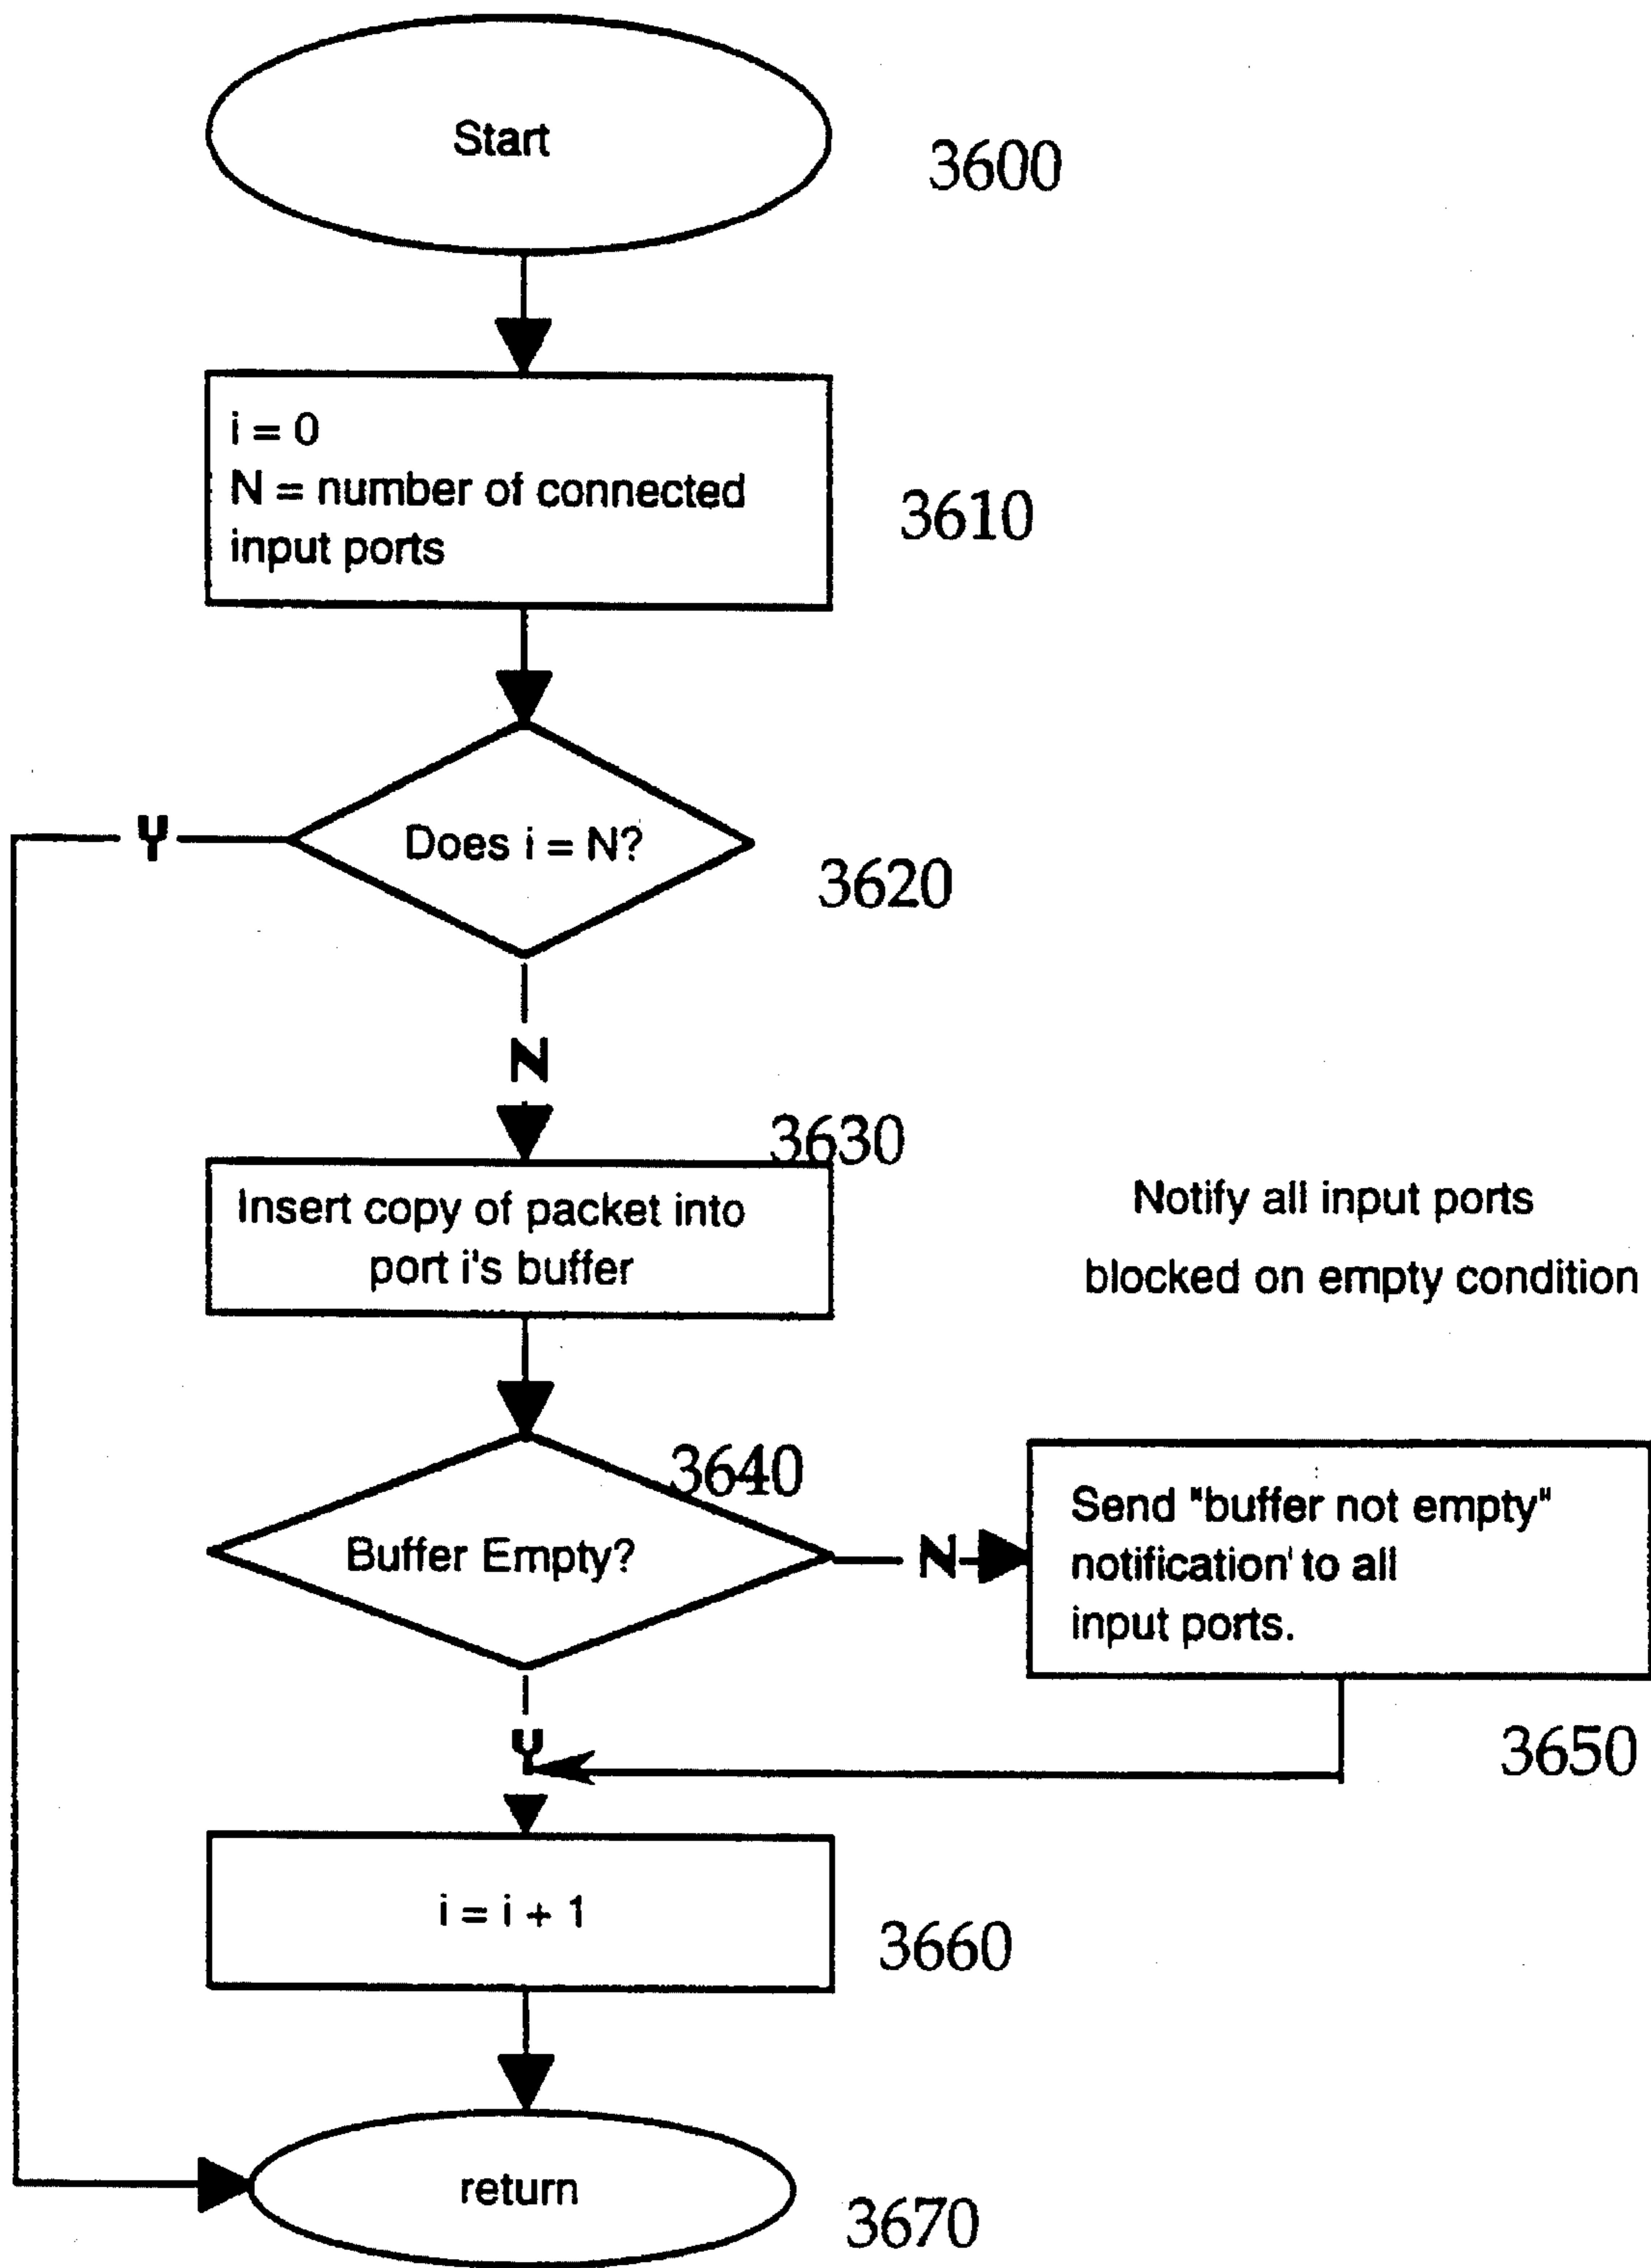 Start
3600
i = 0
N = number of connected
input ports
3610
Y
Does i = N?
3620
N
3630
Insert copy of packet into
port i's buffer
Notify all input ports
blocked on empty condition
3640
Buffer Empty?
N
Send "buffer not empty"
notification' to all
input ports.
3650
Y
i = i + 1
3660
return
3670